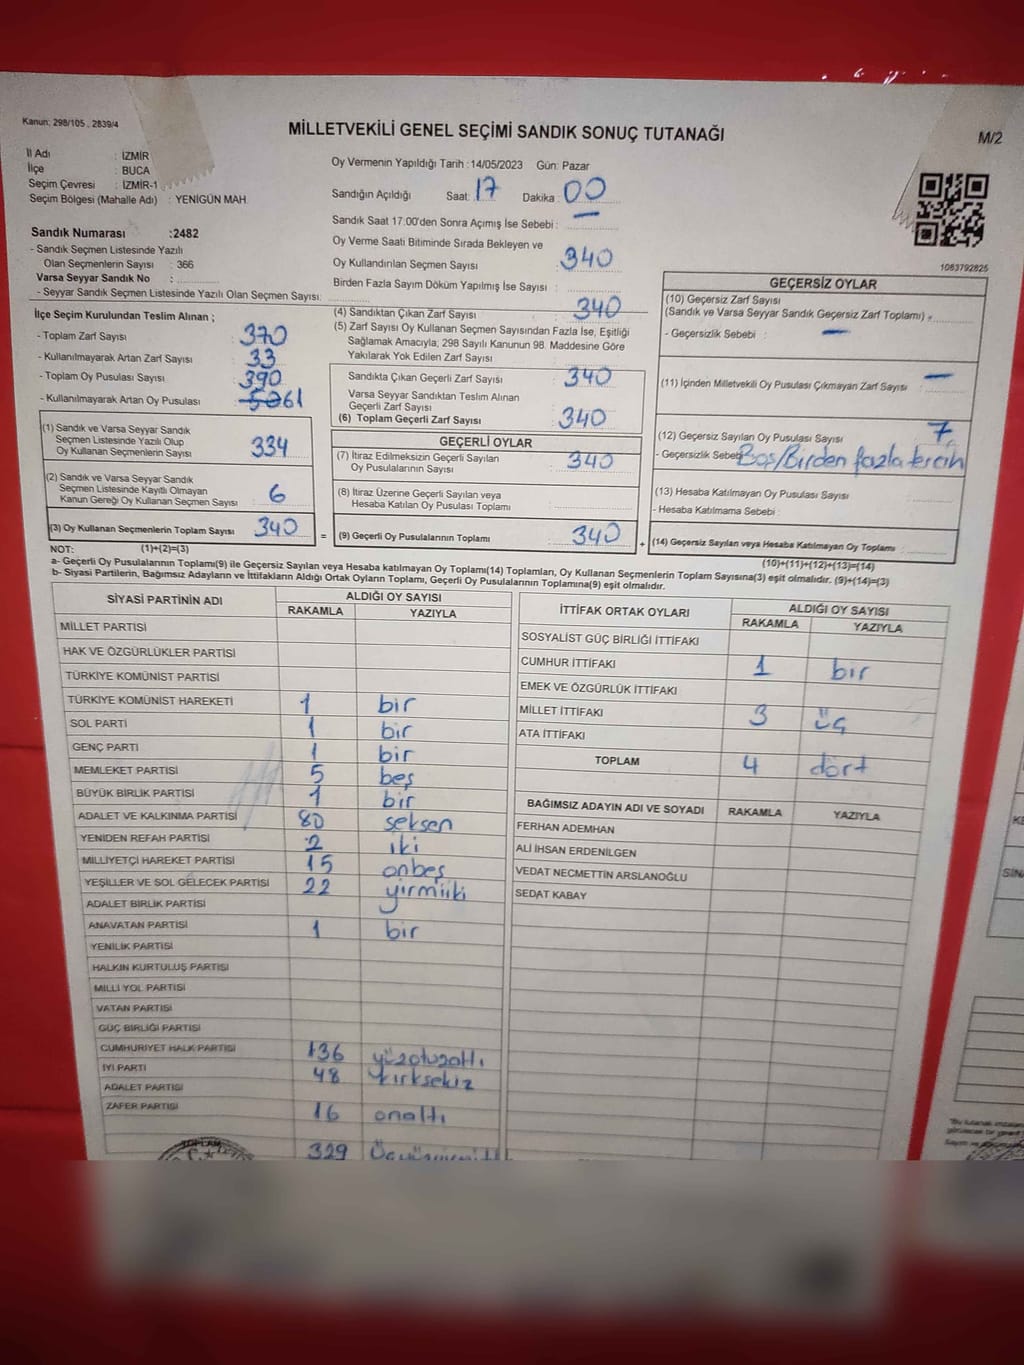 Kanun: 298/105 , 2839/4
MİLLETVEKİLİ GENEL SEÇİMİ SANDIK SONUÇ TUTANAĞI
M/2
İl Adı : İZMİR
İlçe : BUCA
Seçim Çevresi : İZMİR-1
Seçim Bölgesi (Mahalle Adı) : YENİGÜN MAH.
Sandık Numarası :2482
- Sandık Seçmen Listesinde Yazılı
Olan Seçmenlerin Sayısı : 366
Varsa Seyyar Sandık No :
- Seyyar Sandık Seçmen Listesinde Yazılı Olan Seçmen Sayısı:
Oy Vermenin Yapıldığı Tarih : 14/05/2023 Gün: Pazar
Sandığın Açıldığı Saat: 17 Dakika : 00
Sandık Saat 17:00'den Sonra Açımış İse Sebebi : —
Oy Verme Saati Bitiminde Sırada Bekleyen ve
Oy Kullandırılan Seçmen Sayısı : 340
Birden Fazla Sayım Döküm Yapılmış İse Sayısı :
1063792825
İlçe Seçim Kurulundan Teslim Alınan ;
- Toplam Zarf Sayısı : 370
- Kullanılmayarak Artan Zarf Sayısı : 33
- Toplam Oy Pusulası Sayısı : 390
- Kullanılmayarak Artan Oy Pusulası : 61
(1) Sandık ve Varsa Seyyar Sandık
Seçmen Listesinde Yazılı Olup
Oy Kullanan Seçmenlerin Sayısı : 334
(2) Sandık ve Varsa Seyyar Sandık
Seçmen Listesinde Kayıtlı Olmayan
Kanun Gereği Oy Kullanan Seçmen Sayısı : 6
(3) Oy Kullanan Seçmenlerin Toplam Sayısı : 340
(4) Sandıktan Çıkan Zarf Sayısı : 340
(5) Zarf Sayısı Oy Kullanan Seçmen Sayısından Fazla İse, Eşitliği
Sağlamak Amacıyla, 298 Sayılı Kanunun 98. Maddesine Göre
Yakılarak Yok Edilen Zarf Sayısı :
Sandıkta Çıkan Geçerli Zarf Sayısı : 340
Varsa Seyyar Sandıktan Teslim Alınan
Geçerli Zarf Sayısı :
(6) Toplam Geçerli Zarf Sayısı : 340
GEÇERLİ OYLAR
(7) İtiraz Edilmeksizin Geçerli Sayılan
Oy Pusulalarının Sayısı : 340
(8) İtiraz Üzerine Geçerli Sayılan veya
Hesaba Katılan Oy Pusulası Toplamı :
= (9) Geçerli Oy Pusulalarının Toplamı : 340
GEÇERSİZ OYLAR
(10) Geçersiz Zarf Sayısı
(Sandık ve Varsa Seyyar Sandık Geçersiz Zarf Toplamı) :
- Geçersizlik Sebebi : —
(11) İçinden Milletvekili Oy Pusulası Çıkmayan Zarf Sayısı : —
(12) Geçersiz Sayılan Oy Pusulası Sayısı : 7
- Geçersizlik Sebebi Boş/Birden fazla tercih
(13) Hesaba Katılmayan Oy Pusulası Sayısı :
- Hesaba Katılmama Sebebi :
+ (14) Geçersiz Sayılan veya Hesaba Katılmayan Oy Toplamı :
NOT: (1)+(2)=(3)
(10)+(11)+(12)+(13)=(14)
a- Geçerli Oy Pusulaların Toplamı(9) ile Geçersiz Sayılan veya Hesaba katılmayan Oy Toplamı(14) Toplamları, Oy Kullanan Seçmenlerin Toplam Sayısına(3) eşit olmalıdır. (9)+(14)=(3)
b- Siyasi Partilerin, Bağımsız Adayların ve İttifakların Aldığı Ortak Oyların Toplamı, Geçerli Oy Pusulalarının Toplamına(9) eşit olmalıdır.
SİYASİ PARTİNİN ADI ALDIĞI OY SAYISI
RAKAMLA YAZIYLA
MİLLET PARTİSİ
HAK VE ÖZGÜRLÜKLER PARTİSİ
TÜRKİYE KOMÜNİST PARTİSİ
TÜRKİYE KOMÜNİST HAREKETİ 1 bir
SOL PARTİ 1 bir
GENÇ PARTİ 1 bir
MEMLEKET PARTİSİ 5 beş
BÜYÜK BİRLİK PARTİSİ 1 bir
ADALET VE KALKINMA PARTİSİ 80 seksen
YENİDEN REFAH PARTİSİ 2 iki
MİLLİYETÇİ HAREKET PARTİSİ 15 onbeş
YEŞİLLER VE SOL GELECEK PARTİSİ 22 yirmiiki
ADALET BİRLİK PARTİSİ
ANAVATAN PARTİSİ 1 bir
YENİLİK PARTİSİ
HALKIN KURTULUŞ PARTİSİ
MİLLİ YOL PARTİSİ
VATAN PARTİSİ
GÜÇ BİRLİĞİ PARTİSİ
CUMHURİYET HALK PARTİSİ 136 yüzotuzaltı
İYİ PARTİ 48 kırksekiz
ADALET PARTİSİ
ZAFER PARTİSİ 16 onaltı
TOPLAM 329
İTTİFAK ORTAK OYLARI ALDIĞI OY SAYISI
RAKAMLA YAZIYLA
SOSYALİST GÜÇ BİRLİĞİ İTTİFAKI
CUMHUR İTTİFAKI 1 bir
EMEK VE ÖZGÜRLÜK İTTİFAKI
MİLLET İTTİFAKI 3 üç
ATA İTTİFAKI
TOPLAM 4 dört
BAĞIMSIZ ADAYIN ADI VE SOYADI RAKAMLA YAZIYLA
FERHAN ADEMHAN
ALİ İHSAN ERDENİLGEN
VEDAT NECMETTİN ARSLANOĞLU
SEDAT KABAY